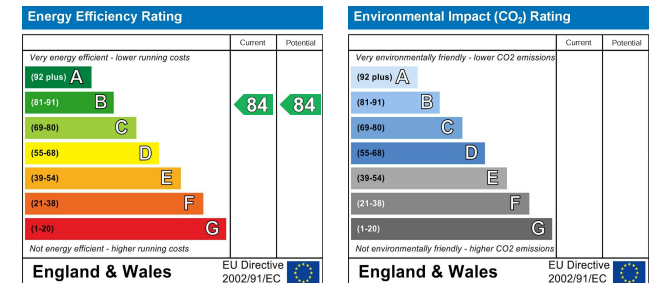 Energy Efficiency Rating
Current Potential
Very energy efficient - lower running costs
(92 plus) A
(81-91) B
84 84
(69-80) C
(55-68) D
(39-54) E
(21-38) F
(1-20) G
Not energy efficient - higher running costs
England & Wales
EU Directive
2002/91/EC
Environmental Impact (CO₂) Rating
Current Potential
Very environmentally friendly - lower CO2 emissions
(92 plus) A
(81-91) B
(69-80) C
(55-68) D
(39-54) E
(21-38) F
(1-20) G
Not environmentally friendly - higher CO2 emissions
England & Wales
EU Directive
2002/91/EC